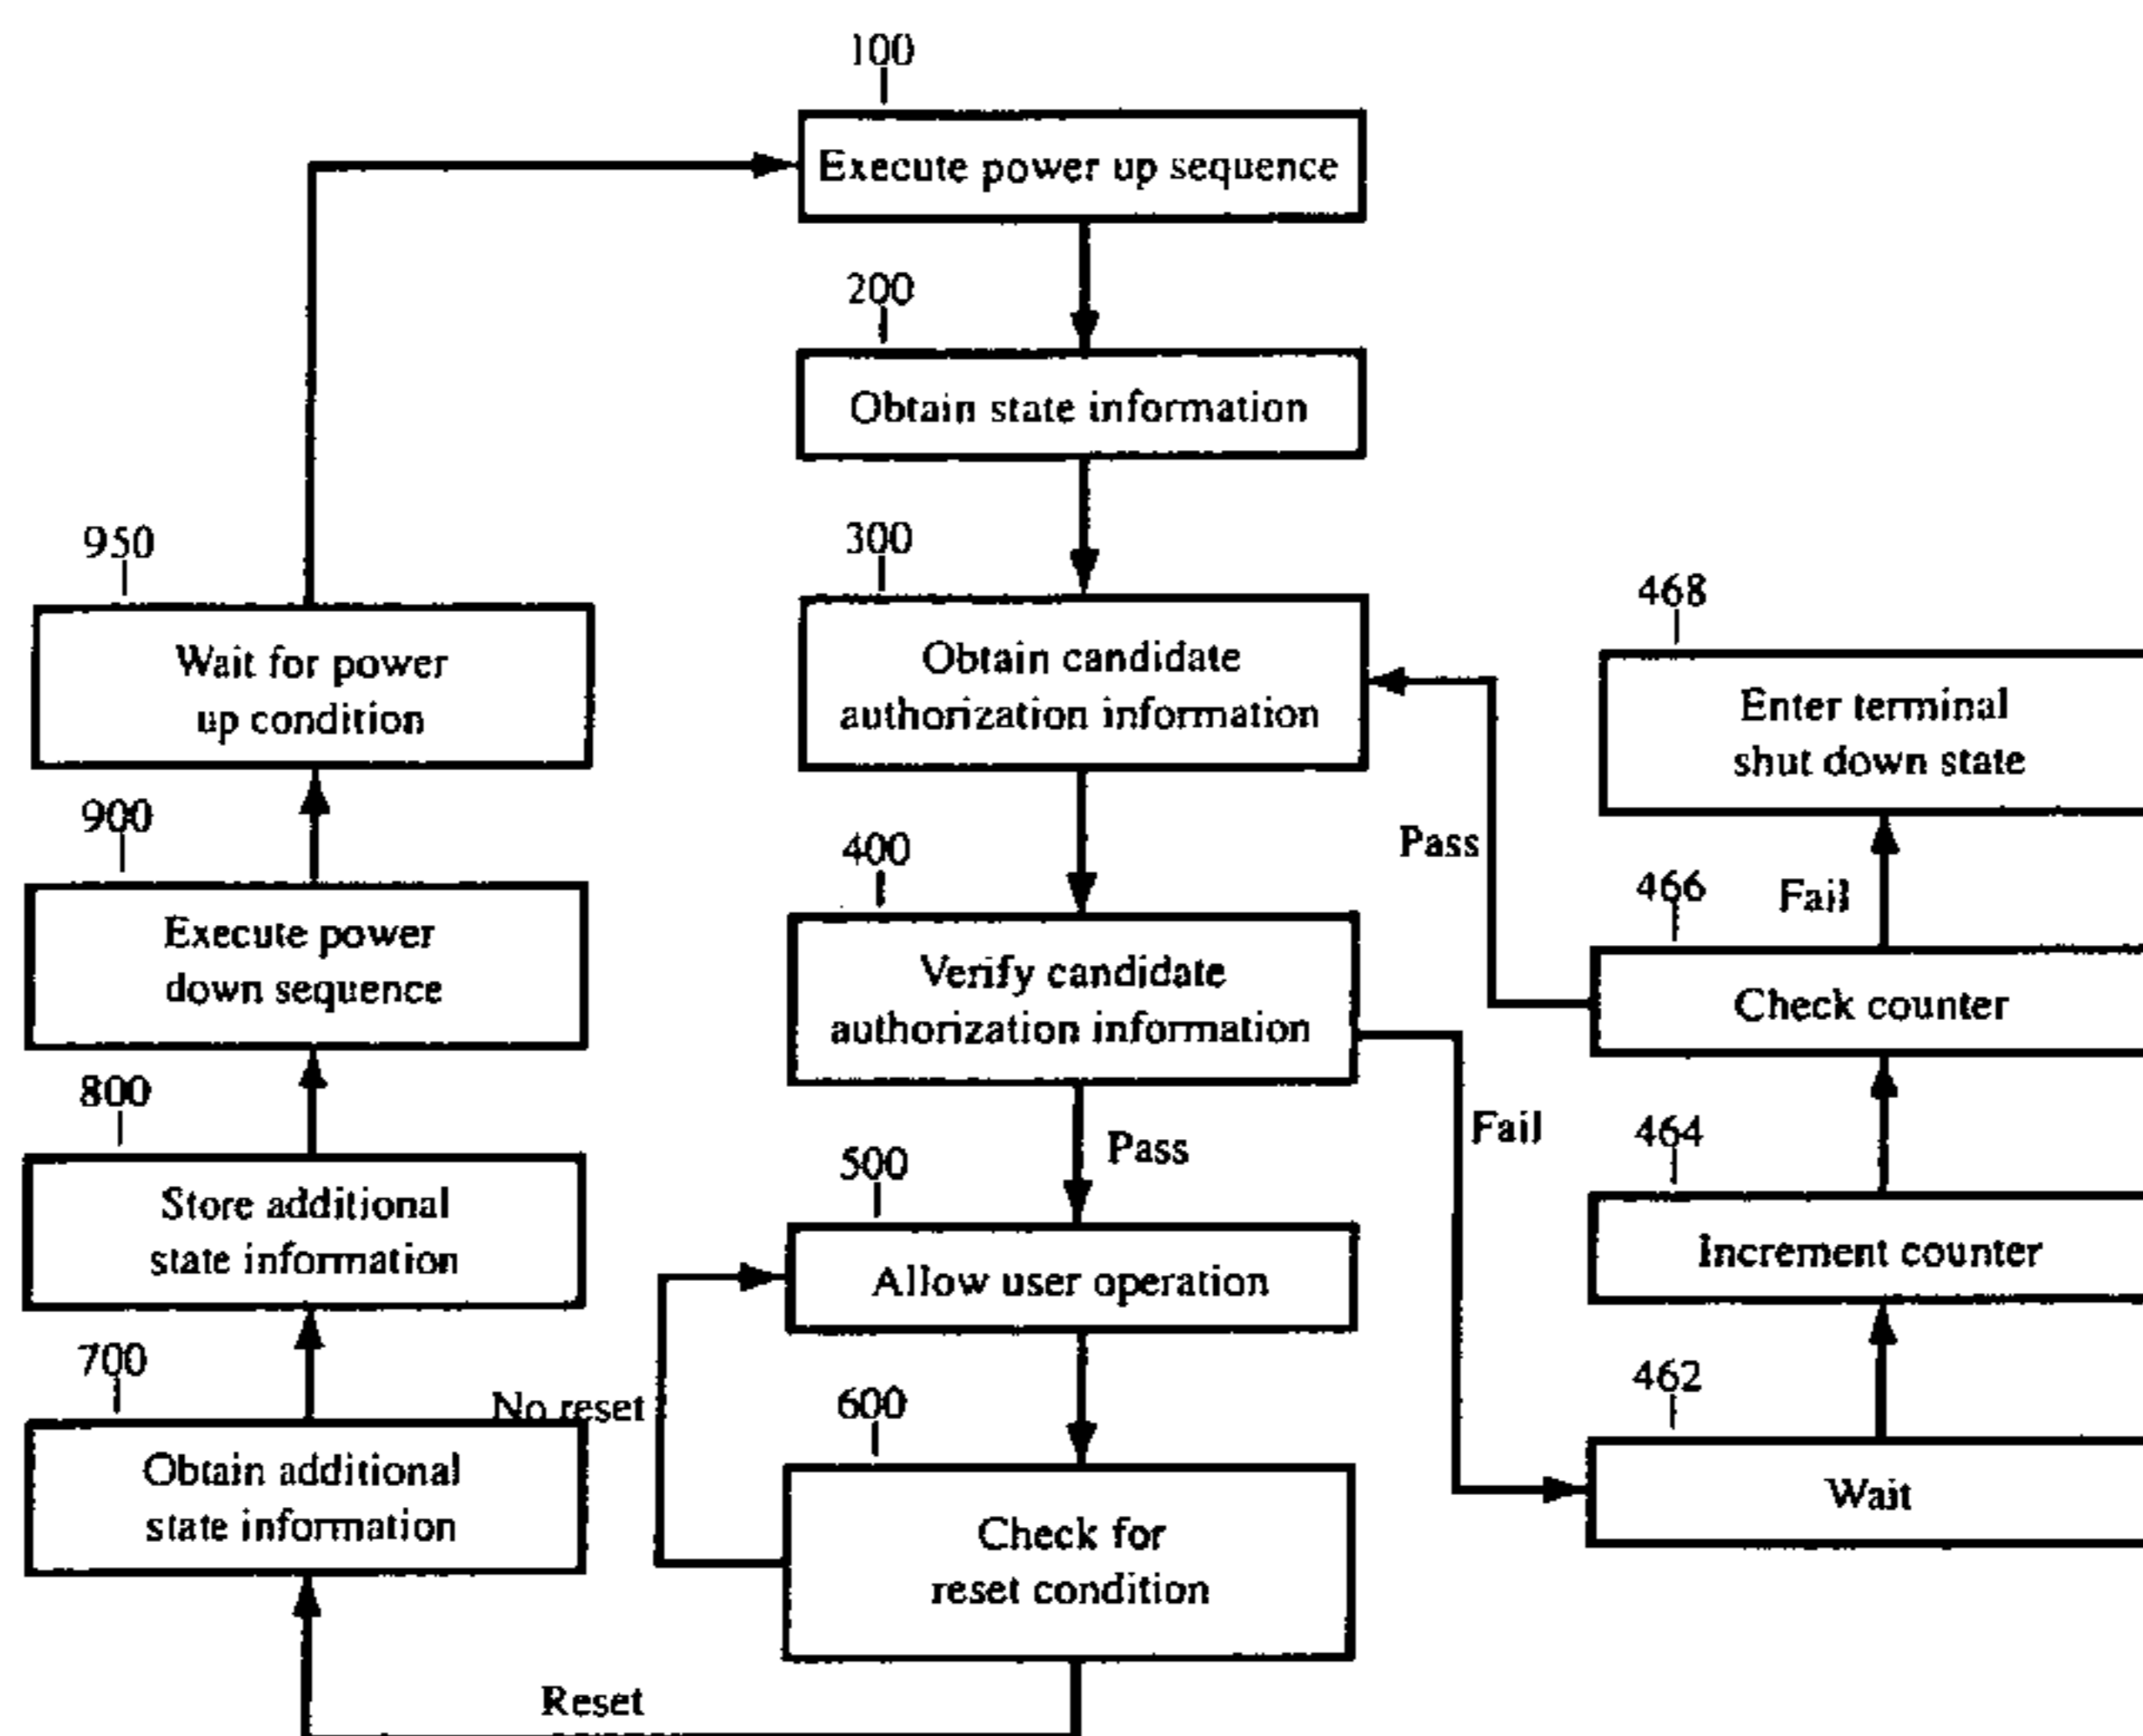 100
Execute power up sequence
200
Obtain state information
300
Obtain candidate
authorization information
400
Verify candidate
authorization information
Pass
Fail
500
Allow user operation
600
Check for
reset condition
No reset
Reset
700
Obtain additional
state information
800
Store additional
state information
900
Execute power
down sequence
950
Wait for power
up condition
462
Wait
464
Increment counter
466
Check counter
Pass
Fail
468
Enter terminal
shut down state